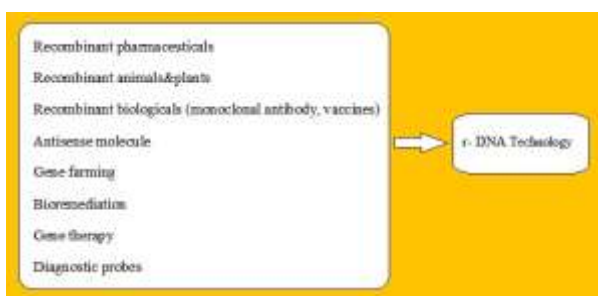 Recombinant pharmacesticals
Recombinant animals&plants
Recombinant biologicals (monoclonal antibody, vaccines)
Antisense molecule
Gene farming
Bioremediation
Gene therapy
Diagnostic probes
r- DNA Technology